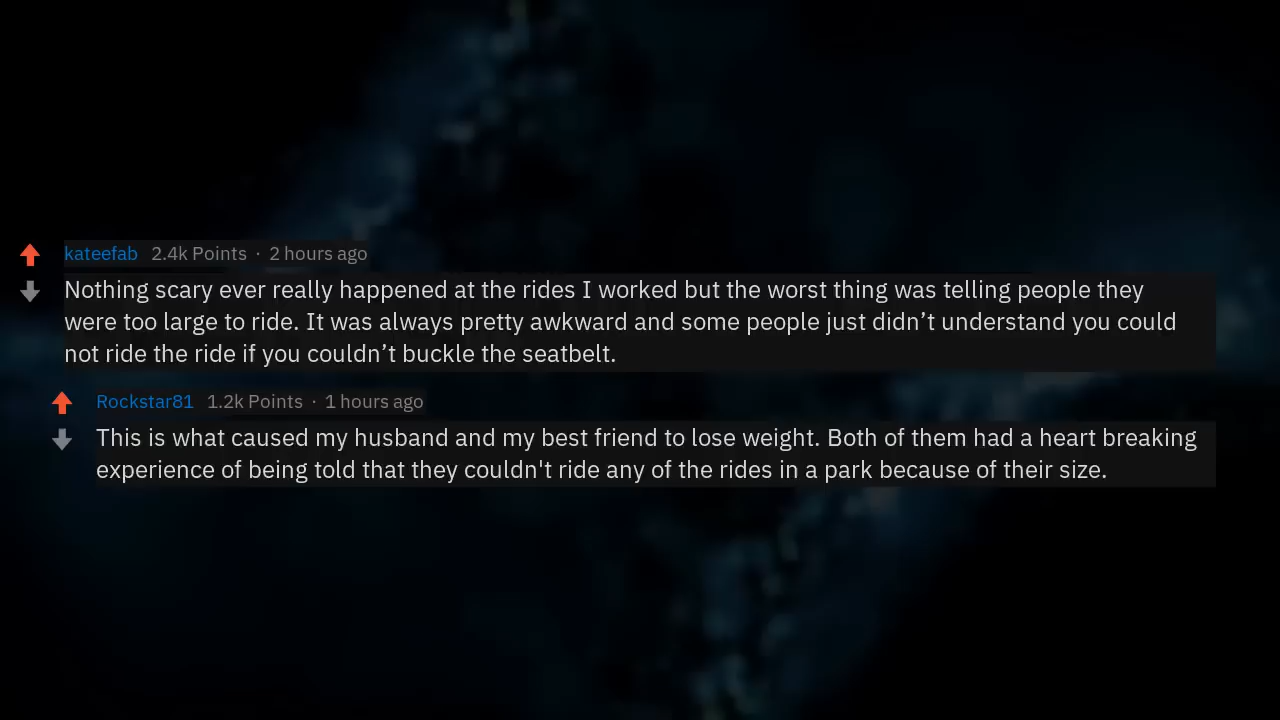 kateefab 2.4k Points · 2 hours ago
Nothing scary ever really happened at the rides I worked but the worst thing was telling people they
were too large to ride. It was always pretty awkward and some people just didn’t understand you could
not ride the ride if you couldn’t buckle the seatbelt.
Rockstar81 1.2k Points · 1 hours ago
This is what caused my husband and my best friend to lose weight. Both of them had a heart breaking
experience of being told that they couldn't ride any of the rides in a park because of their size.